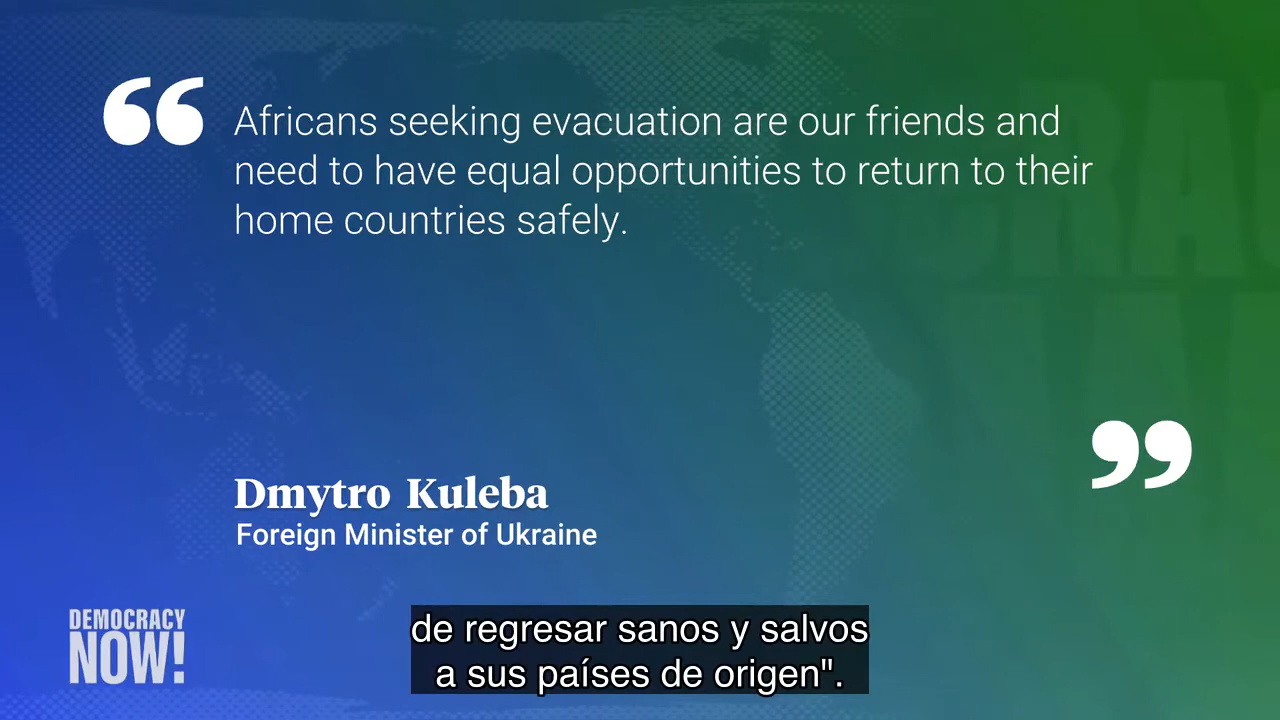 “
Africans seeking evacuation are our friends and
need to have equal opportunities to return to their
home countries safely.
”
Dmytro Kuleba
Foreign Minister of Ukraine
DEMOCRACY
NOW!
de regresar sanos y salvos
a sus países de origen".